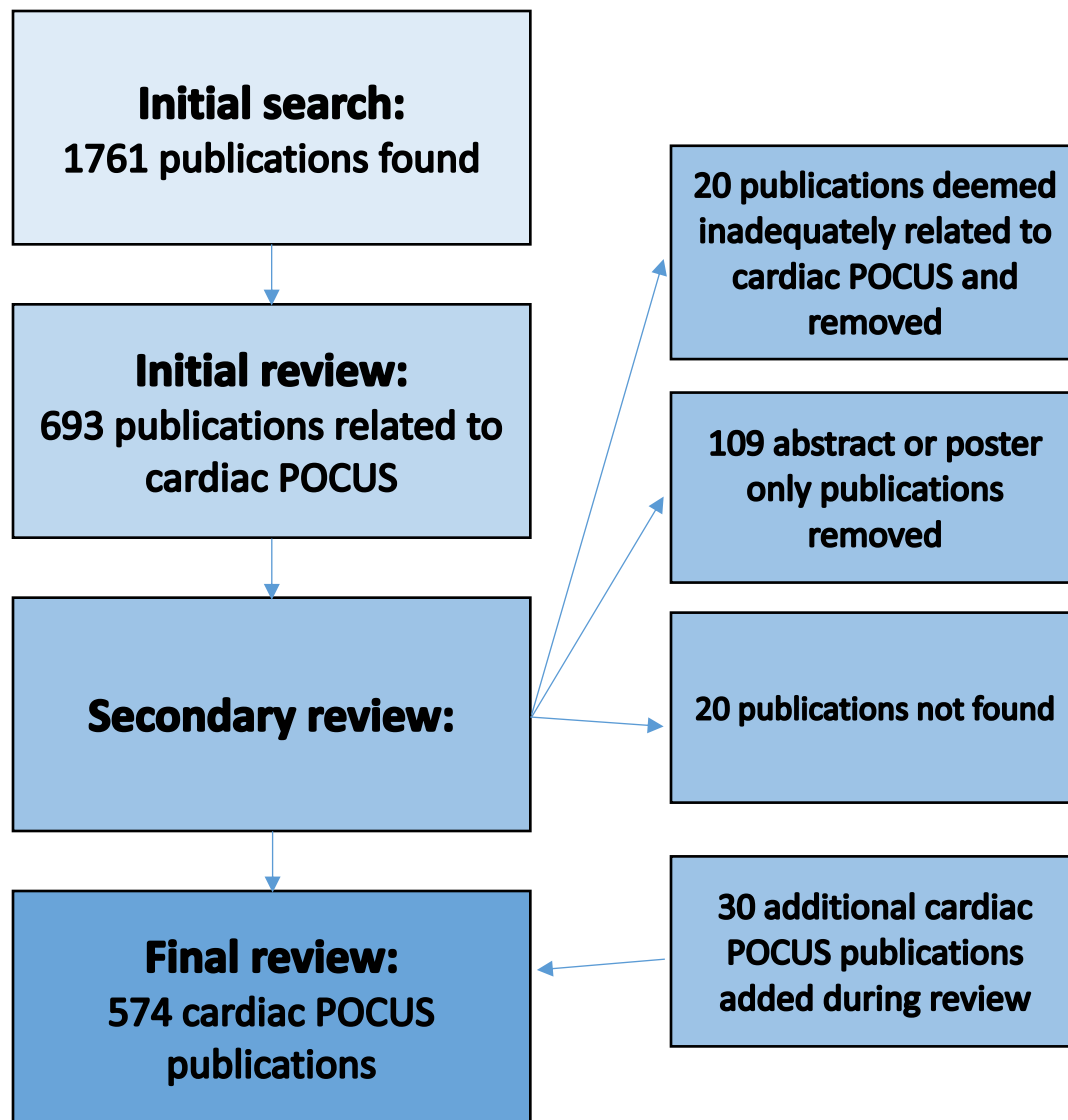 Initial search:
1761 publications found
Initial review:
693 publications related to
cardiac POCUS
Secondary review:
20 publications deemed
inadequately related to
cardiac POCUS and
removed
109 abstract or poster
only publications
removed
20 publications not found
30 additional cardiac
POCUS publications
added during review
Final review:
574 cardiac POCUS
publications